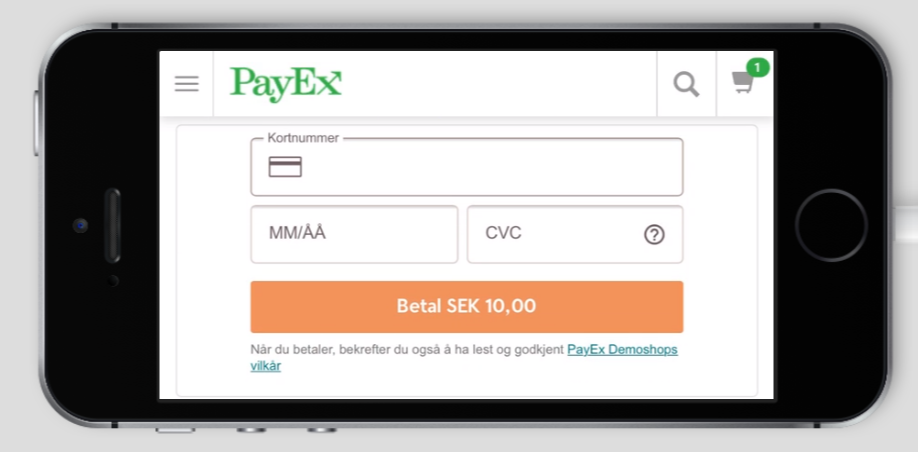 PayEx
1
Kortnummer
MM/ÅÅ
CVC
?
Betal SEK 10,00
Når du betaler, bekrefter du også å ha lest og godkjent PayEx Demoshops
vilkår